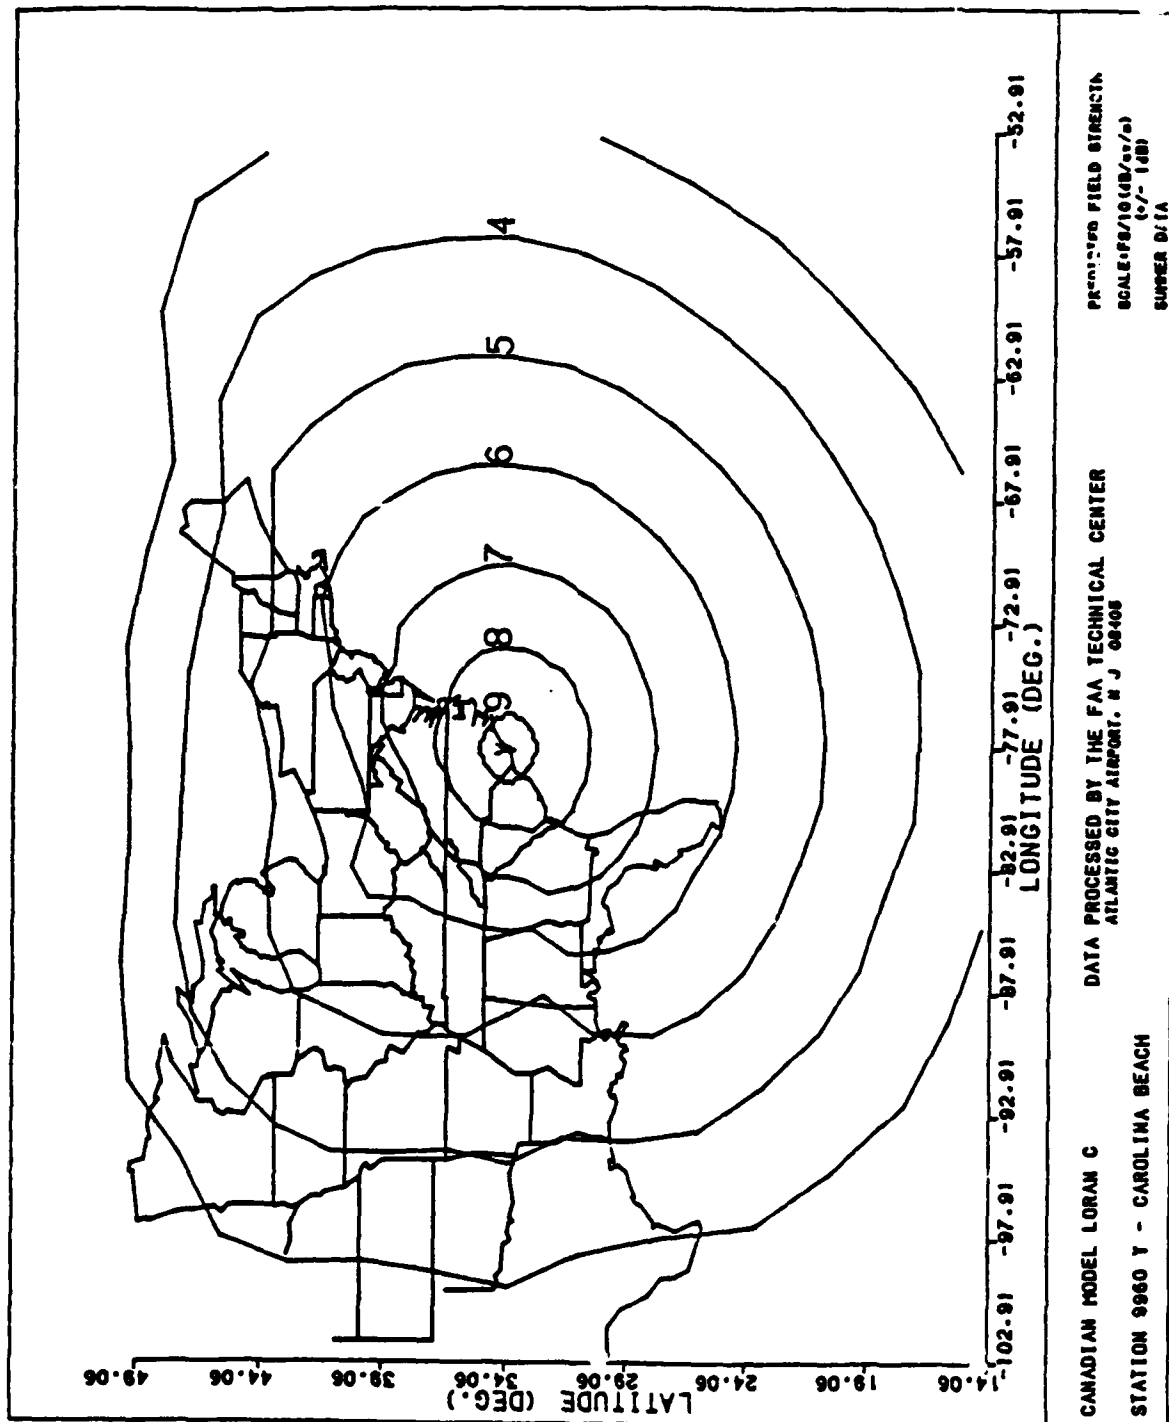 49.06
44.06
39.06
34.06
29.06
24.06
19.06
14.06
LATITUDE (DEG.)
9
8
7
6
5
4
-102.91
-97.91
-92.91
-87.91
-82.91
-77.91
-72.91
-67.91
-62.91
-57.91
-52.91
LONGITUDE (DEG.)
CANADIAN MODEL LORAN C
STATION 9960 Y - CAROLINA BEACH
DATA PROCESSED BY THE FAA TECHNICAL CENTER
ATLANTIC CITY AIRPORT, N J 08405
FIELD STRENGTH
(+/- 1dB)
SUMMER